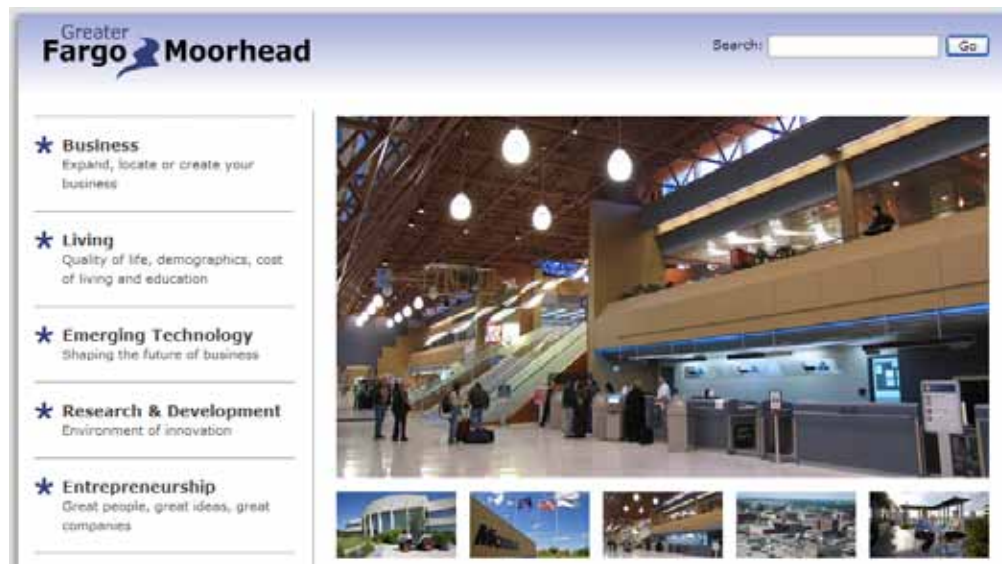 Greater
Fargo Moorhead
Search:
Go
Business
Expand, locate or create your
business
Living
Quality of life, demographics, cost
of living and education
Emerging Technology
Shaping the future of business
Research & Development
Environment of innovation
Entrepreneurship
Great people, great ideas, great
companies